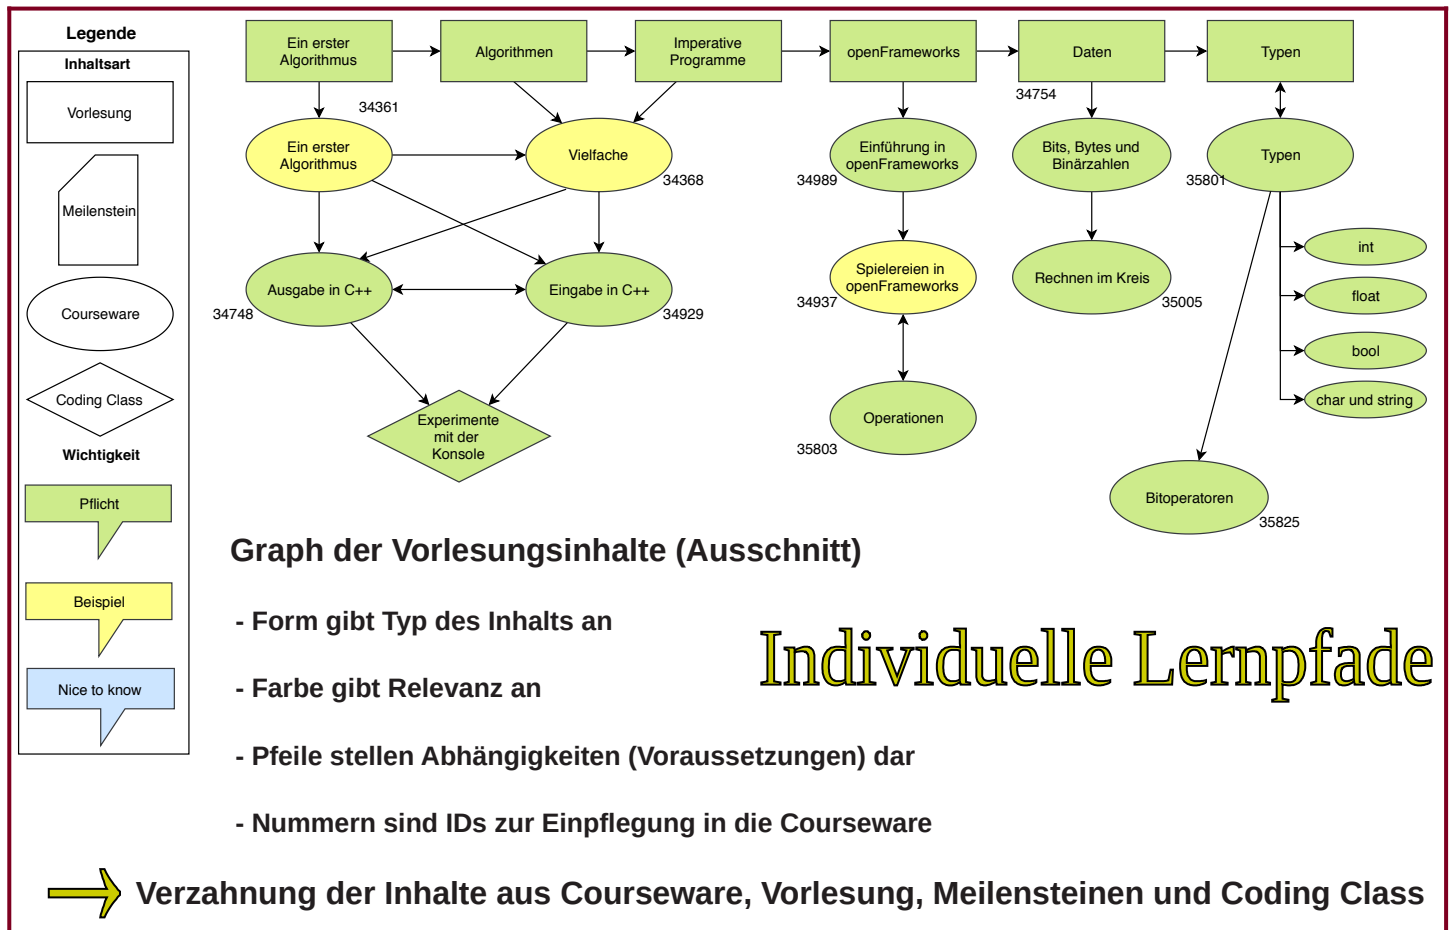 Legende
Inhaltsart
Vorlesung
Meilenstein
Courseware
Coding Class
Wichtigkeit
Pflicht
Beispiel
Nice to know
Ein erster
Algorithmus
Algorithmen
Imperative
Programme
openFrameworks
Daten
Typen
34361
34754
Ein erster
Algorithmus
Vielfache
34368
Einführung in
openFrameworks
34989
Bits, Bytes und
Binärzahlen
Typen
35801
Ausgabe in C++
34748
Eingabe in C++
34929
Spielereien in
openFrameworks
34937
Rechnen im Kreis
35005
int
float
bool
char und string
Experimente
mit der
Konsole
Operationen
35803
Bitoperatoren
35825
Graph der Vorlesungsinhalte (Ausschnitt)
- Form gibt Typ des Inhalts an
- Farbe gibt Relevanz an
Individuelle Lernpfade
- Pfeile stellen Abhängigkeiten (Voraussetzungen) dar
- Nummern sind IDs zur Einpflegung in die Courseware
Verzahnung der Inhalte aus Courseware, Vorlesung, Meilensteinen und Coding Class